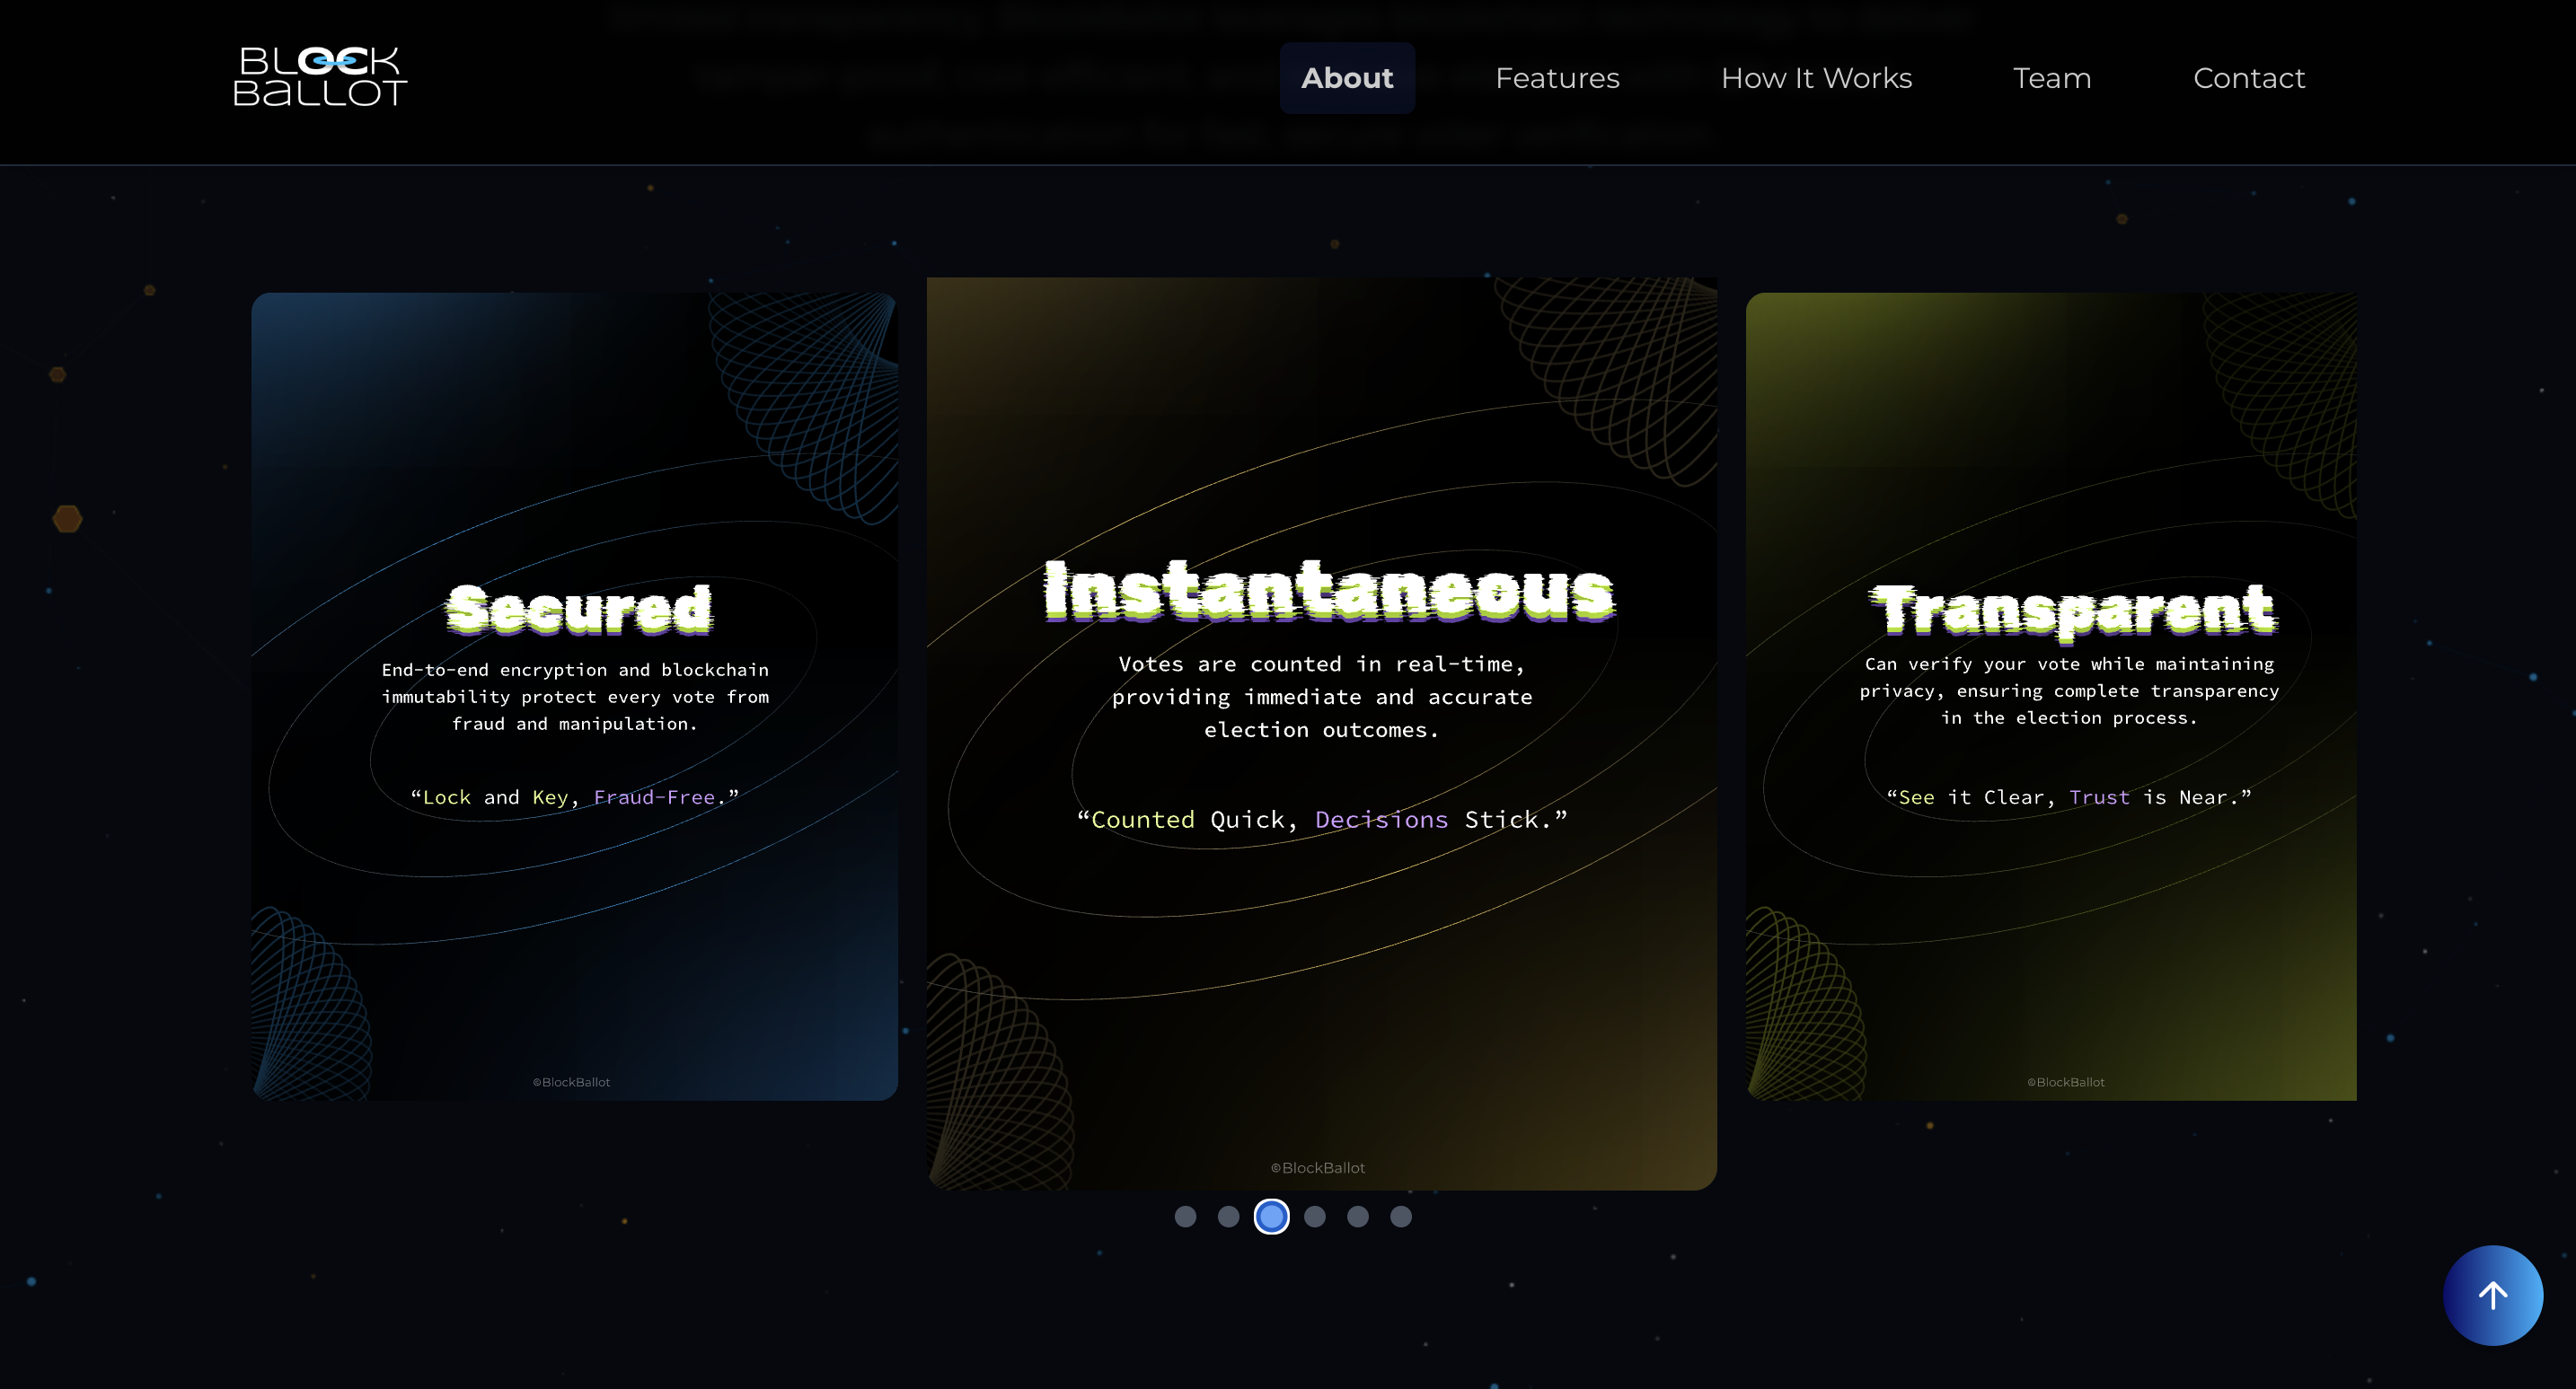 BLOCK
BALLOT
About
Features
How It Works
Team
Contact
Secured
End-to-end encryption and blockchain
immutability protect every vote from
fraud and manipulation.
“Lock and Key, Fraud-Free.”
©BlockBallot
Instantaneous
Votes are counted in real-time,
providing immediate and accurate
election outcomes.
“Counted Quick, Decisions Stick.”
©BlockBallot
Transparent
Can verify your vote while maintaining
privacy, ensuring complete transparency
in the election process.
“See it Clear, Trust is Near.”
©BlockBallot